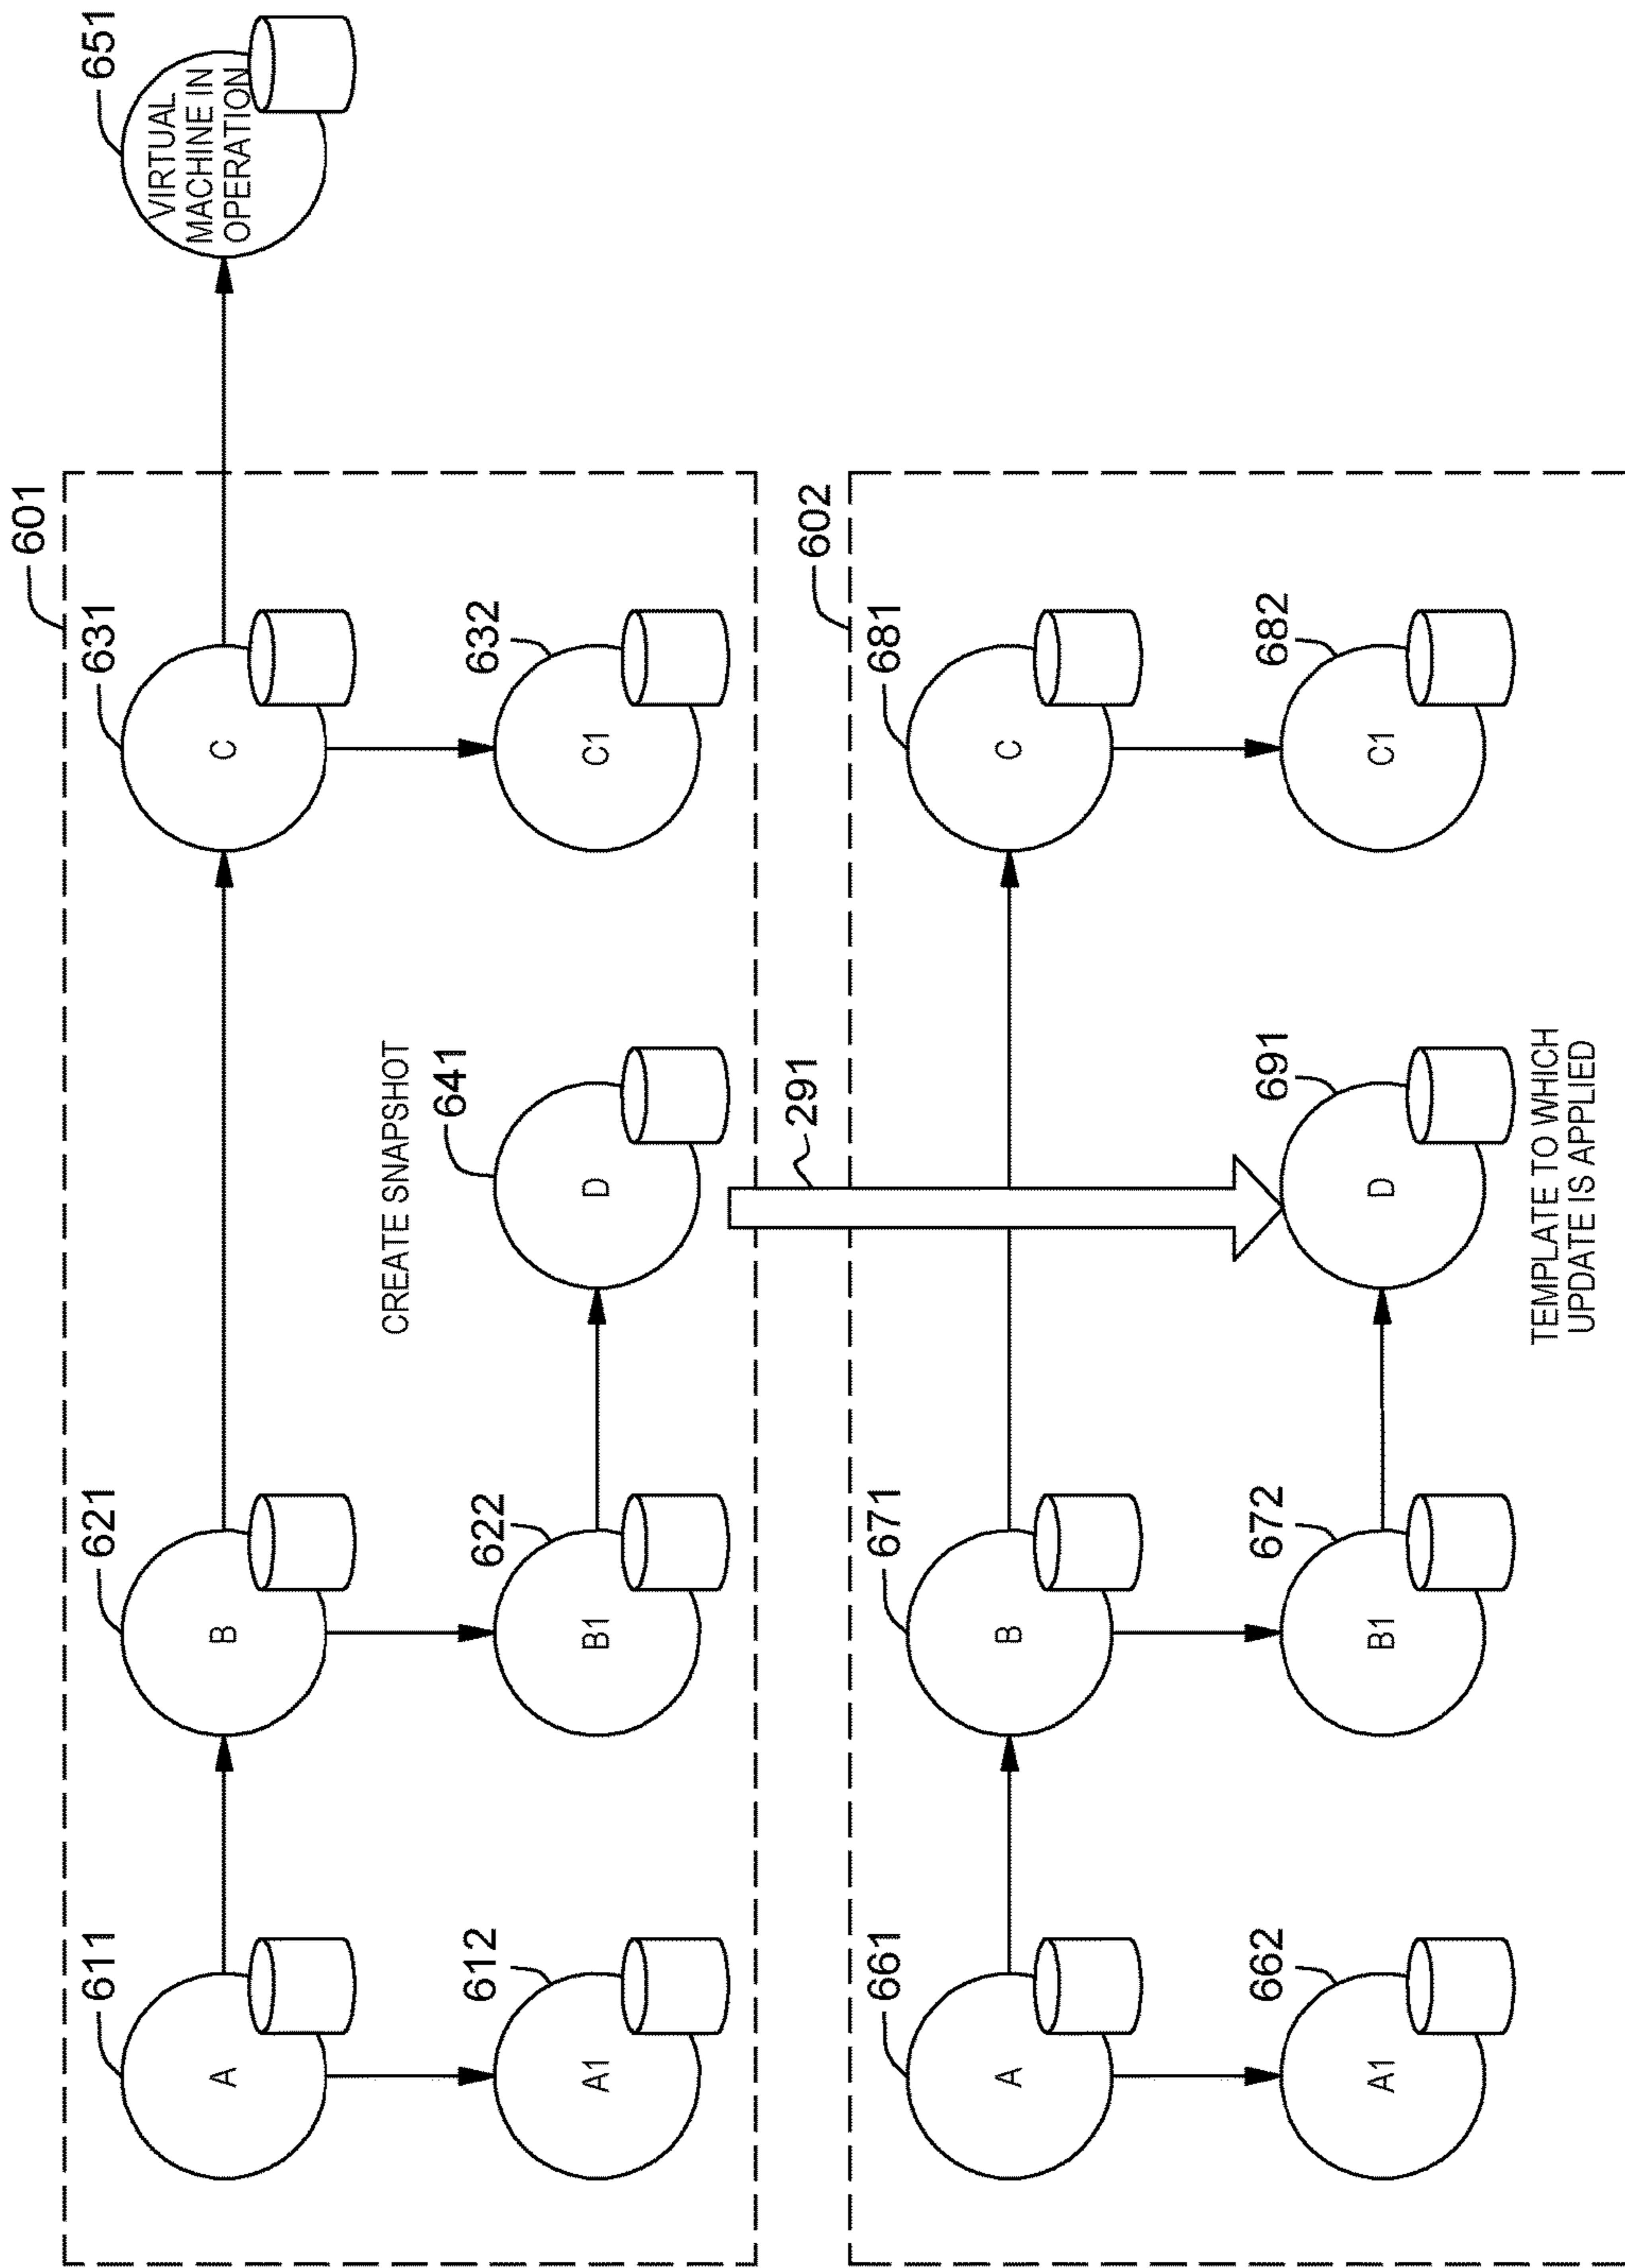 601
611
A
621
B
631
C
651
VIRTUAL
MACHINE IN
OPERATION
CREATE SNAPSHOT
612
A1
622
B1
641
D
632
C1
291
602
661
A
671
B
681
C
662
A1
672
B1
691
D
682
C1
TEMPLATE TO WHICH
UPDATE IS APPLIED